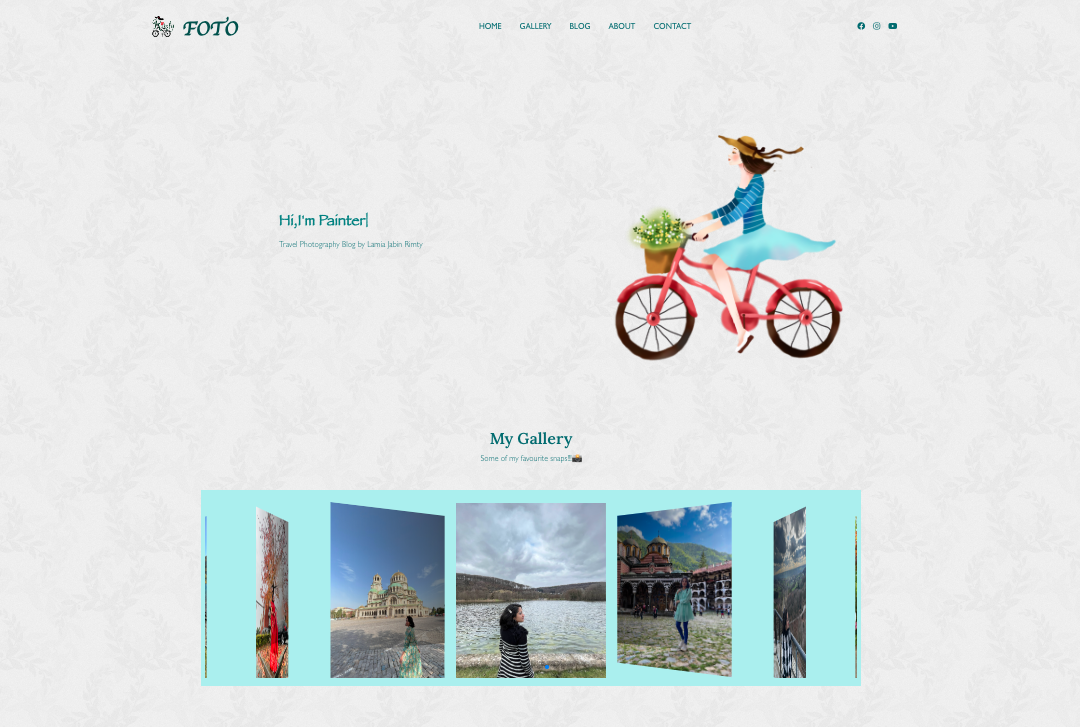 FOTO
HOME GALLERY BLOG ABOUT CONTACT
Hi,I'm Painter|
Travel Photography Blog by Lamia Jabin Rimty
My Gallery
Some of my favourite snaps!!📸